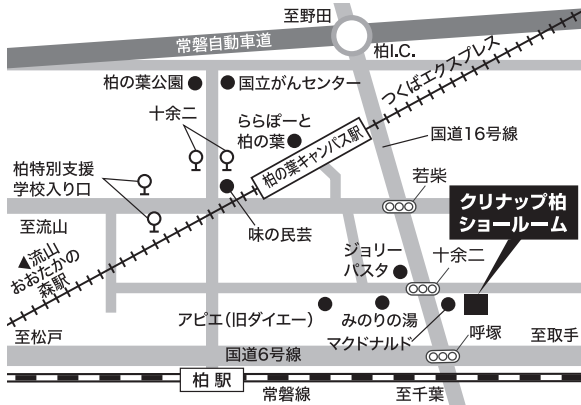 至野田
常磐自動車道
柏I.C.
柏の葉公園
国立がんセンター
つくばエクスプレス
十余二
ららぽーと
柏の葉
柏の葉キャンパス駅
国道16号線
柏特別支援
学校入り口
若柴
クリナップ柏
ショールーム
至流山
味の民芸
▲流山
おおたかの
森駅
ジョリー
パスタ
十余二
アピエ(旧ダイエー)
みのりの湯
マクドナルド
至松戸
呼塚
至取手
国道6号線
柏駅
常磐線
至千葉